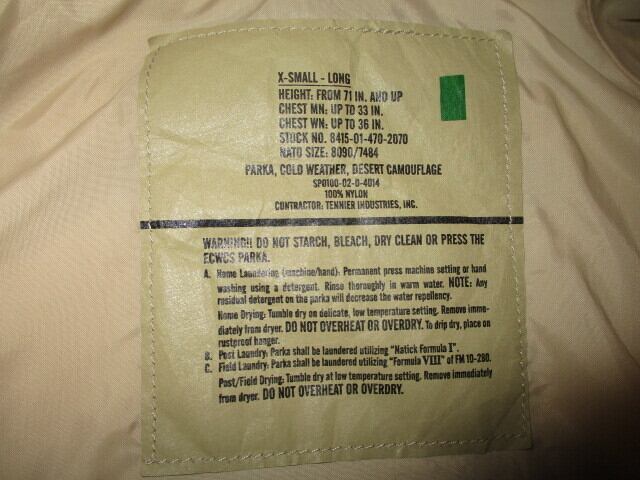 X-SMALL - LONG
HEIGHT: FROM 71 IN. AND UP
CHEST MN: UP TO 33 IN.
CHEST WN: UP TO 36 IN.
STOCK NO. 8415-01-470-2070
NATO SIZE: 8090/7484
PARKA, COLD WEATHER, DESERT CAMOUFLAGE
SP0100-02-D-4014
100% NYLON
CONTRACTOR: TENNIER INDUSTRIES, INC.
WARNING!! DO NOT STARCH, BLEACH, DRY CLEAN OR PRESS THE
ECWCS PARKA.
A. Home Laundering (machine/hand): Permanent press machine setting or hand
washing using a detergent. Rinse thoroughly in warm water. NOTE: Any
residual detergent on the parka will decrease the water repellency.
Home Drying: Tumble dry on delicate, low temperature setting. Remove imme-
diately from dryer. DO NOT OVERHEAT OR OVERDRY. To drip dry, place on
rustproof hanger.
B. Post Laundry: Parka shall be laundered utilizing "Natick Formula I".
C. Field Laundry: Parka shall be laundered utilizing "Formula VIII" of FM 10-280.
Post/Field Drying: Tumble dry at low temperature setting. Remove immediately
from dryer. DO NOT OVERHEAT OR OVERDRY.